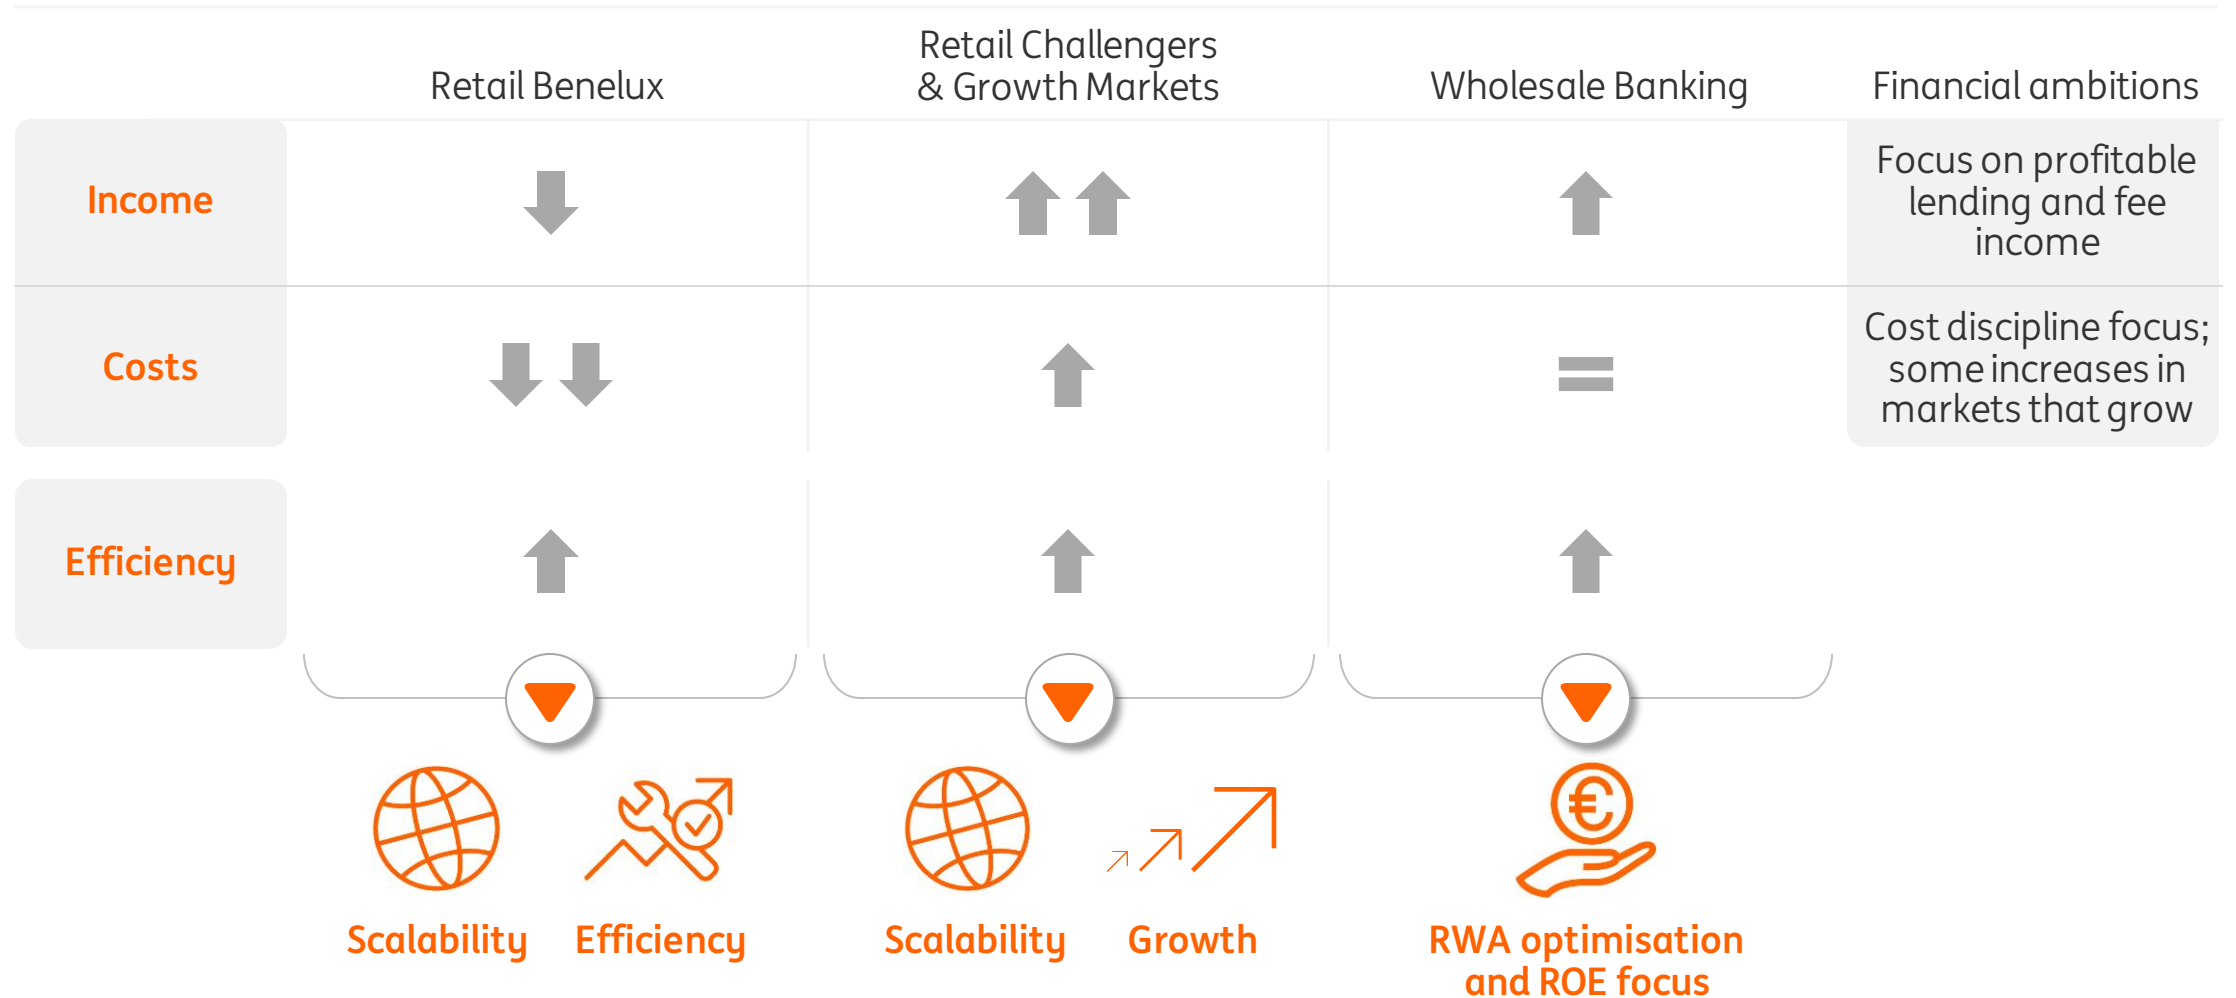 Retail Benelux
Retail Challengers
& Growth Markets
Wholesale Banking
Financial ambitions
Income
Focus on profitable
lending and fee
income
Costs
Cost discipline focus;
some increases in
markets that grow
Efficiency
Scalability
Efficiency
Scalability
Growth
RWA optimisation
and ROE focus